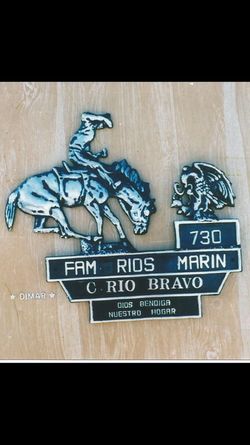 730
FAM RIOS MARIN
C. RIO BRAVO
★ DIMAR ★
DIOS BENDIGA
NUESTRO HOGAR